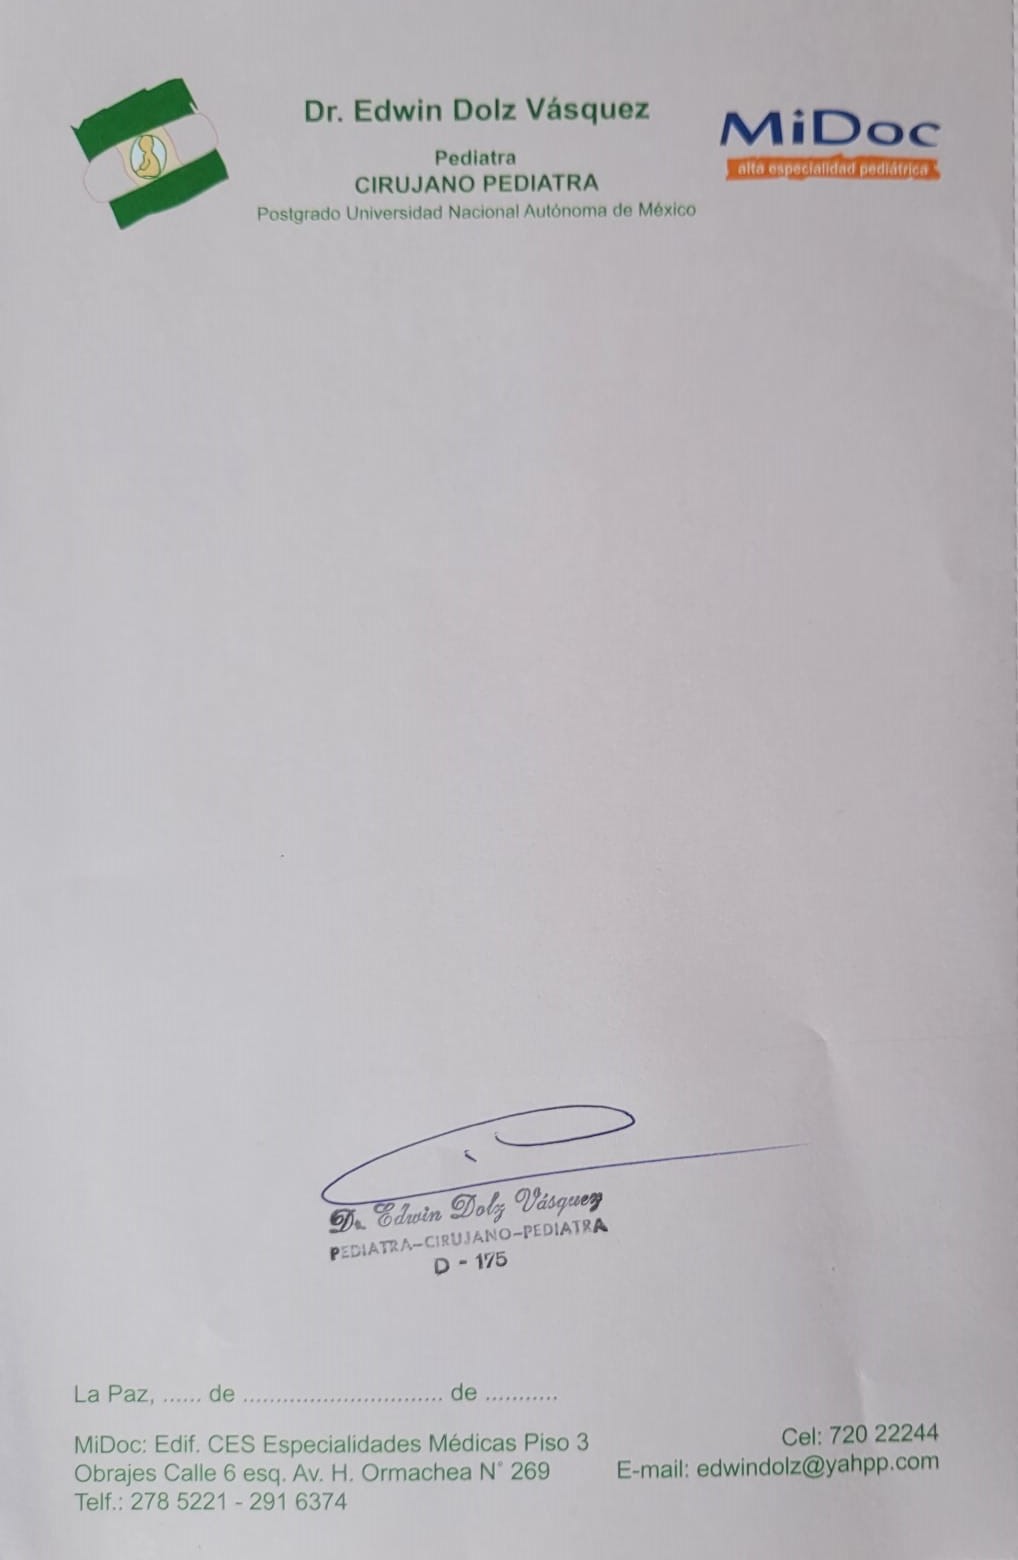 Dr. Edwin Dolz Vásquez
Pediatra
CIRUJANO PEDIATRA
Postgrado Universidad Nacional Autónoma de México
MiDoc
alta especialidad pediátrica
Dr. Edwin Dolz Vásquez
PEDIATRA-CIRUJANO-PEDIATRA
D - 175
La Paz, ...... de .............................. de ...........
MiDoc: Edif. CES Especialidades Médicas Piso 3
Obrajes Calle 6 esq. Av. H. Ormachea N° 269
Telf.: 278 5221 - 291 6374
Cel: 720 22244
E-mail: edwindolz@yahpp.com